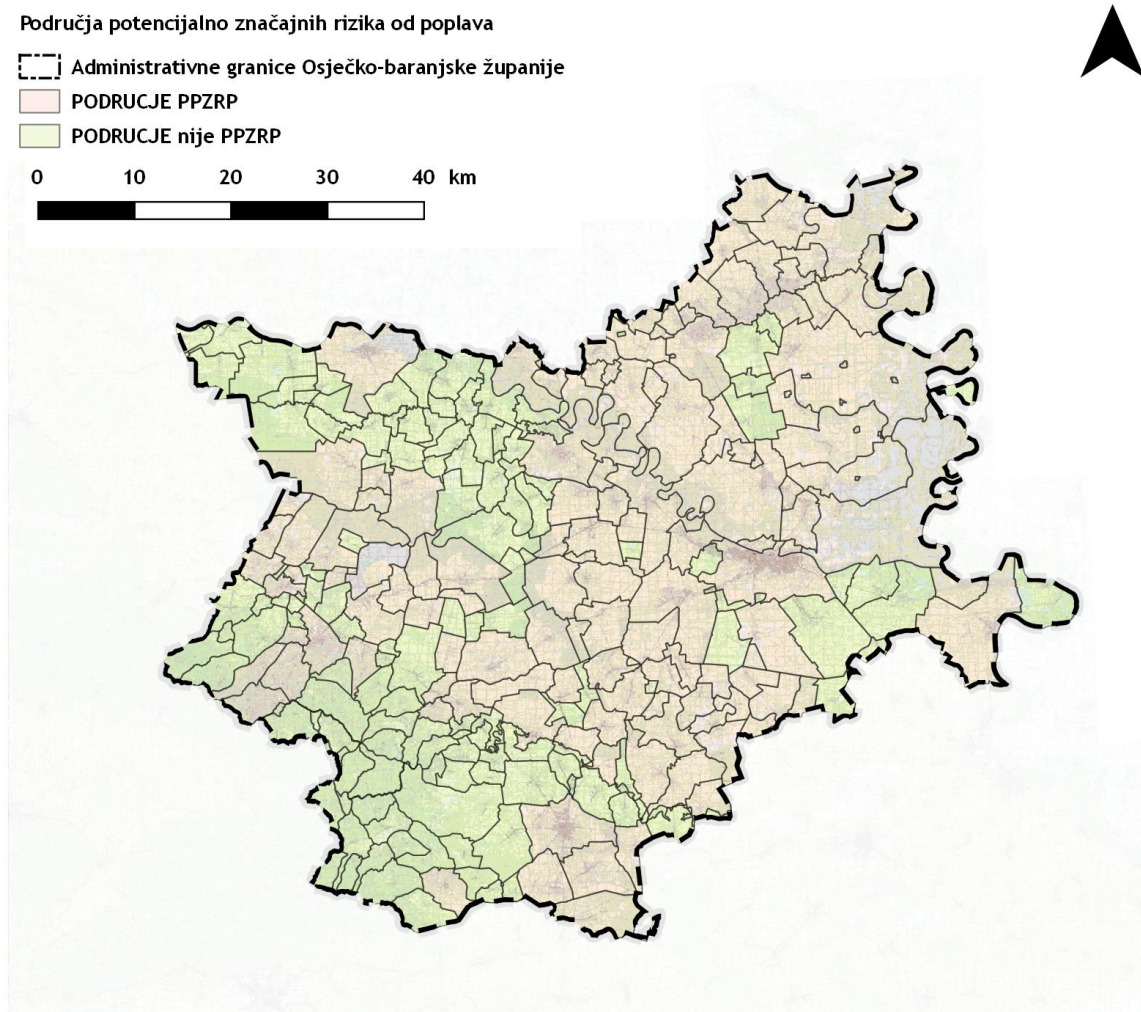 Područja potencijalno značajnih rizika od poplava
Administrativne granice Osječko-baranjske županije
PODRUCJE PPZRP
PODRUCJE nije PPZRP
0 10 20 30 40 km